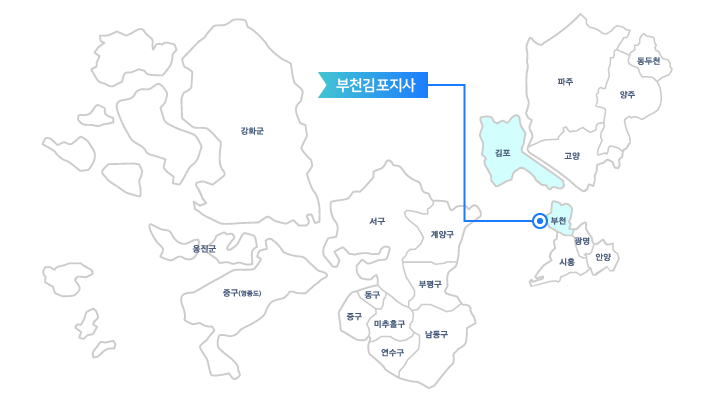 부천김포지사
동두천
파주
양주
강화군
김포
고양
서구
계양구
부천
광명
옹진군
안양
시흥
부평구
중구(영종도)
동구
중구
미추홀구
남동구
연수구